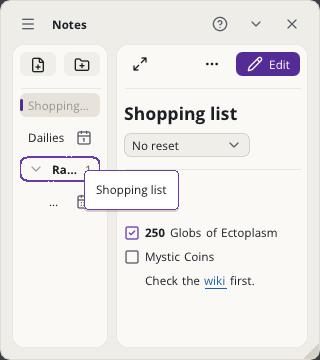 Notes
Shopping...
Dailies
Ra...
...
Edit
Shopping list
No reset
Shopping list
250 Globs of Ectoplasm
Mystic Coins
Check the wiki first.